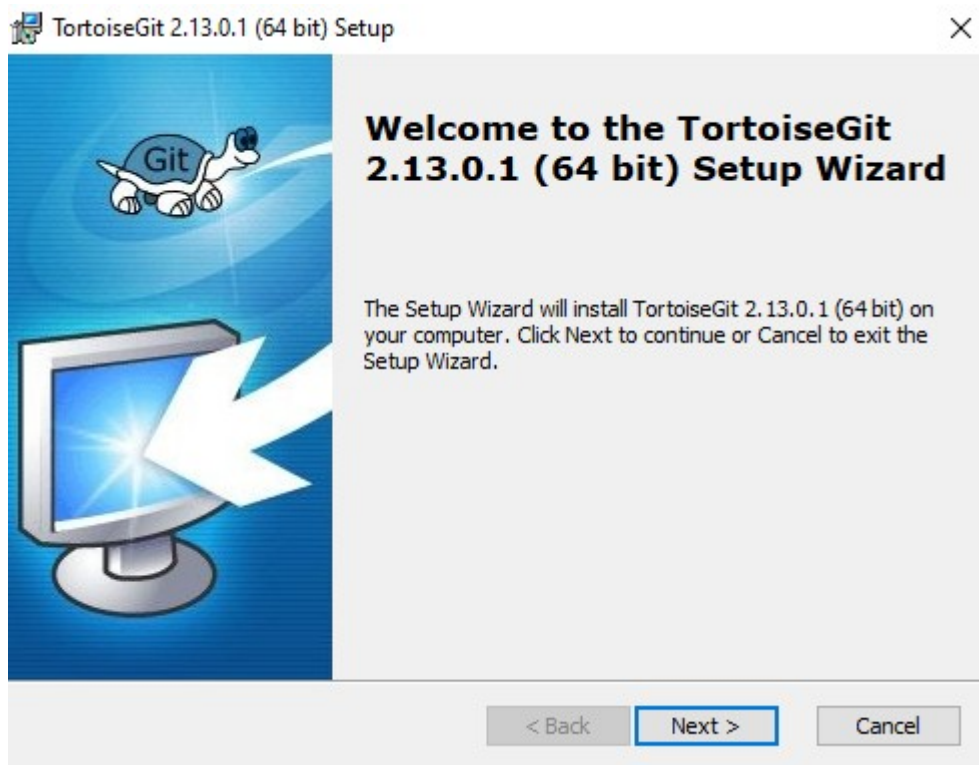 TortoiseGit 2.13.0.1 (64 bit) Setup
Git
Welcome to the TortoiseGit
2.13.0.1 (64 bit) Setup Wizard
The Setup Wizard will install TortoiseGit 2.13.0.1 (64 bit) on
your computer. Click Next to continue or Cancel to exit the
Setup Wizard.
< Back
Next >
Cancel